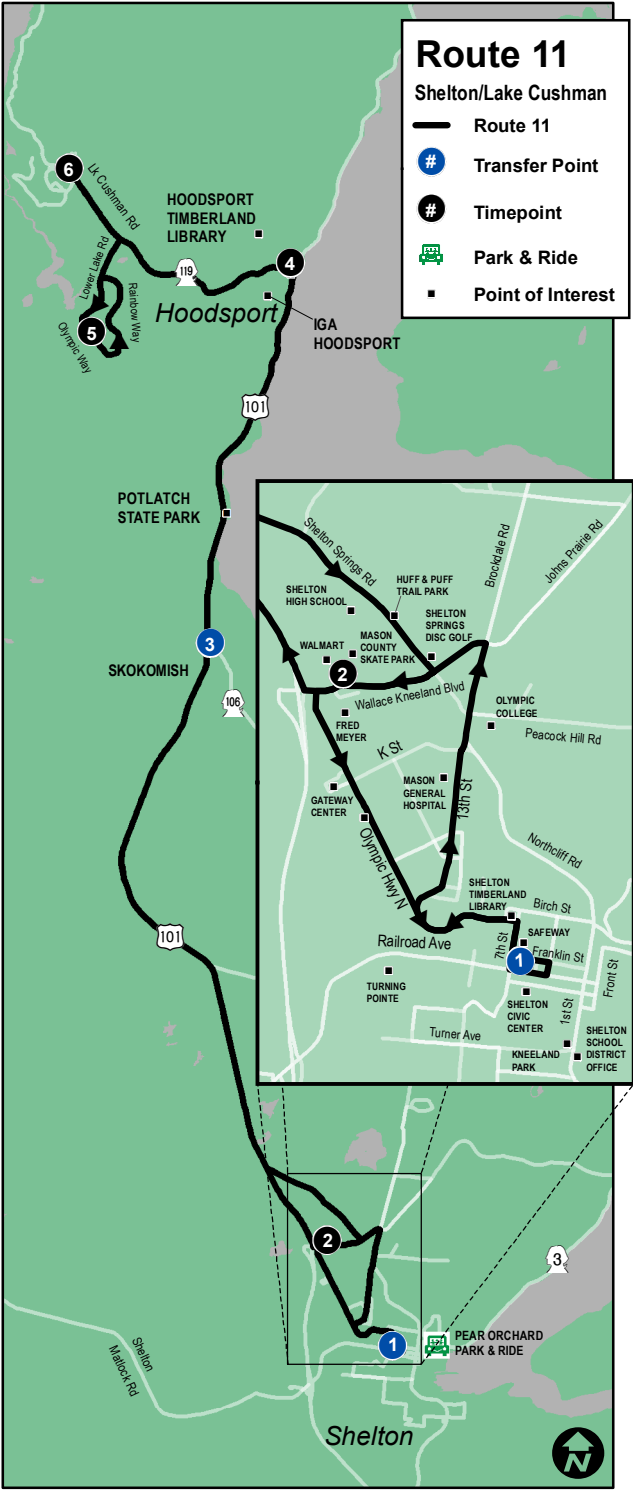 Route 11
Shelton/Lake Cushman
Route 11
# Transfer Point
# Timepoint
Park & Ride
Point of Interest
6
Lk Cushman Rd
HOODSPORT
TIMBERLAND
LIBRARY
4
Lower Lake Rd
119
Rainbow Way
5
Olympic Way
Hoodsport
IGA
HOODSPORT
101
POTLATCH
STATE PARK
3
SKOKOMISH
106
101
Shelton Springs Rd
Brockdale Rd
Johns Prairie Rd
HUFF & PUFF
TRAIL PARK
SHELTON
HIGH SCHOOL
SHELTON
SPRINGS
DISC GOLF
MASON
COUNTY
SKATE PARK
WALMART
2
Wallace Kneeland Blvd
OLYMPIC
COLLEGE
FRED
MEYER
Peacock Hill Rd
K St
MASON
GENERAL
HOSPITAL
GATEWAY
CENTER
13th St
Olympic Hwy N
Northcliff Rd
SHELTON
TIMBERLAND
LIBRARY
Birch St
7th St
SAFEWAY
Railroad Ave
Franklin St
1
Front St
TURNING
POINTE
SHELTON
CIVIC
CENTER
1st St
Turner Ave
KNEELAND
PARK
SHELTON
SCHOOL
DISTRICT
OFFICE
2
3
1
PEAR ORCHARD
PARK & RIDE
Shelton
Matlock Rd
Shelton
N